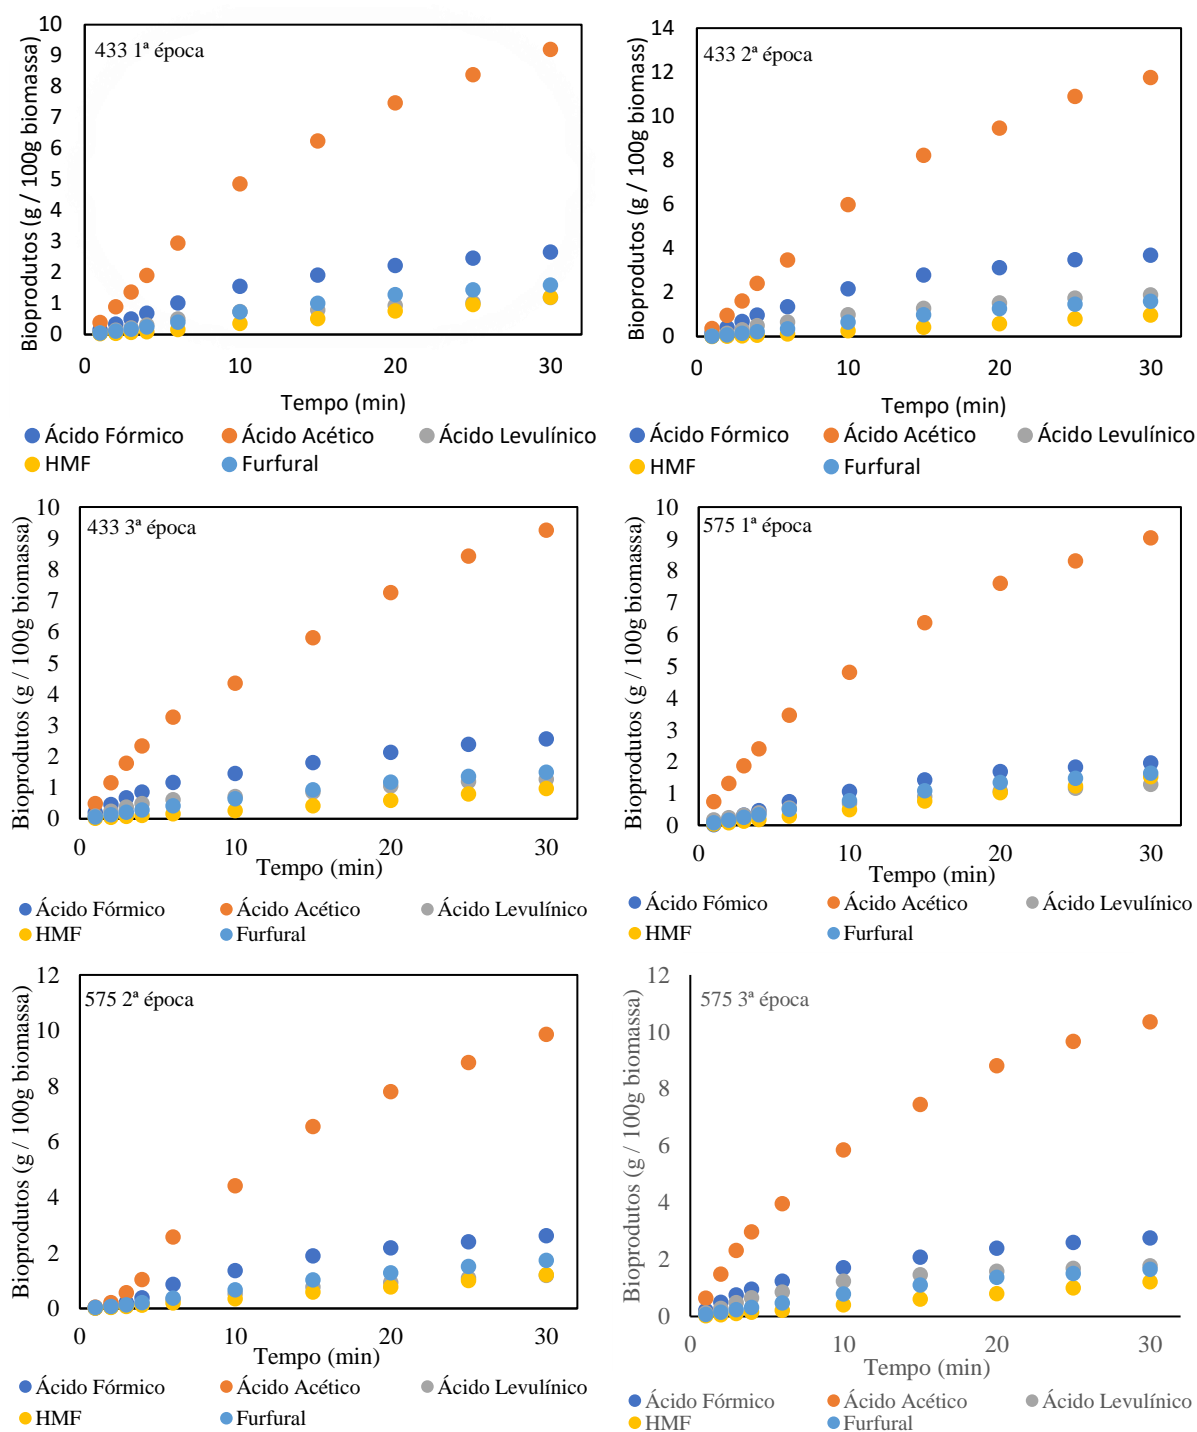 433 1ª época
Bioprodutos (g / 100g biomassa)
10
9
8
7
6
5
4
3
2
1
0
0 10 20 30
Tempo (min)
Ácido Fórmico Ácido Acético Ácido Levulínico
HMF Furfural
433 2ª época
Bioprodutos (g / 100g biomass)
14
12
10
8
6
4
2
0
0 10 20 30
Tempo (min)
Ácido Fórmico Ácido Acético Ácido Levulínico
HMF Furfural
433 3ª época
Bioprodutos (g / 100g biomassa)
10
9
8
7
6
5
4
3
2
1
0
0 10 20 30
Tempo (min)
Ácido Fórmico Ácido Acético Ácido Levulínico
HMF Furfural
575 1ª época
Bioprodutos (g / 100g biomassa)
10
9
8
7
6
5
4
3
2
1
0
0 10 20 30
Tempo (min)
Ácido Fómico Ácido Acético Ácido Levulínico
HMF Furfural
575 2ª época
Bioprodutos (g / 100g biomassa)
12
10
8
6
4
2
0
0 10 20 30
Tempo (min)
Ácido Fórmico Ácido Acético Ácido Levulínico
HMF Furfural
575 3ª época
Bioprodutos (g / 100g biomassa)
12
10
8
6
4
2
0
0 10 20 30
Tempo (min)
Ácido Fórmico Ácido Acético Ácido Levulínico
HMF Furfural